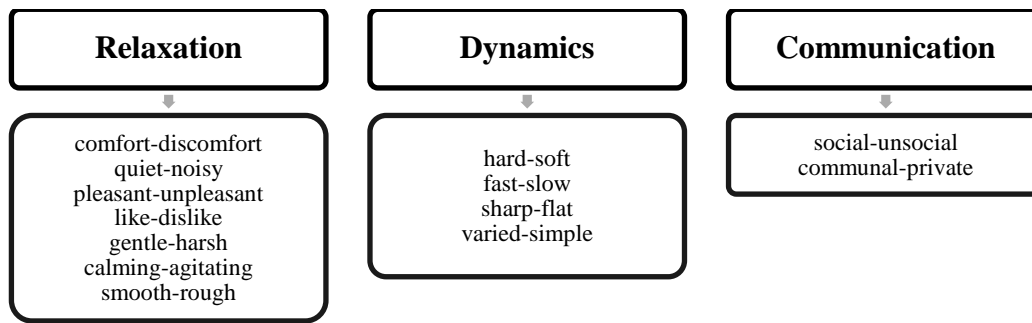 Relaxation
comfort-discomfort
quiet-noisy
pleasant-unpleasant
like-dislike
gentle-harsh
calming-agitating
smooth-rough
Dynamics
hard-soft
fast-slow
sharp-flat
varied-simple
Communication
social-unsocial
communal-private